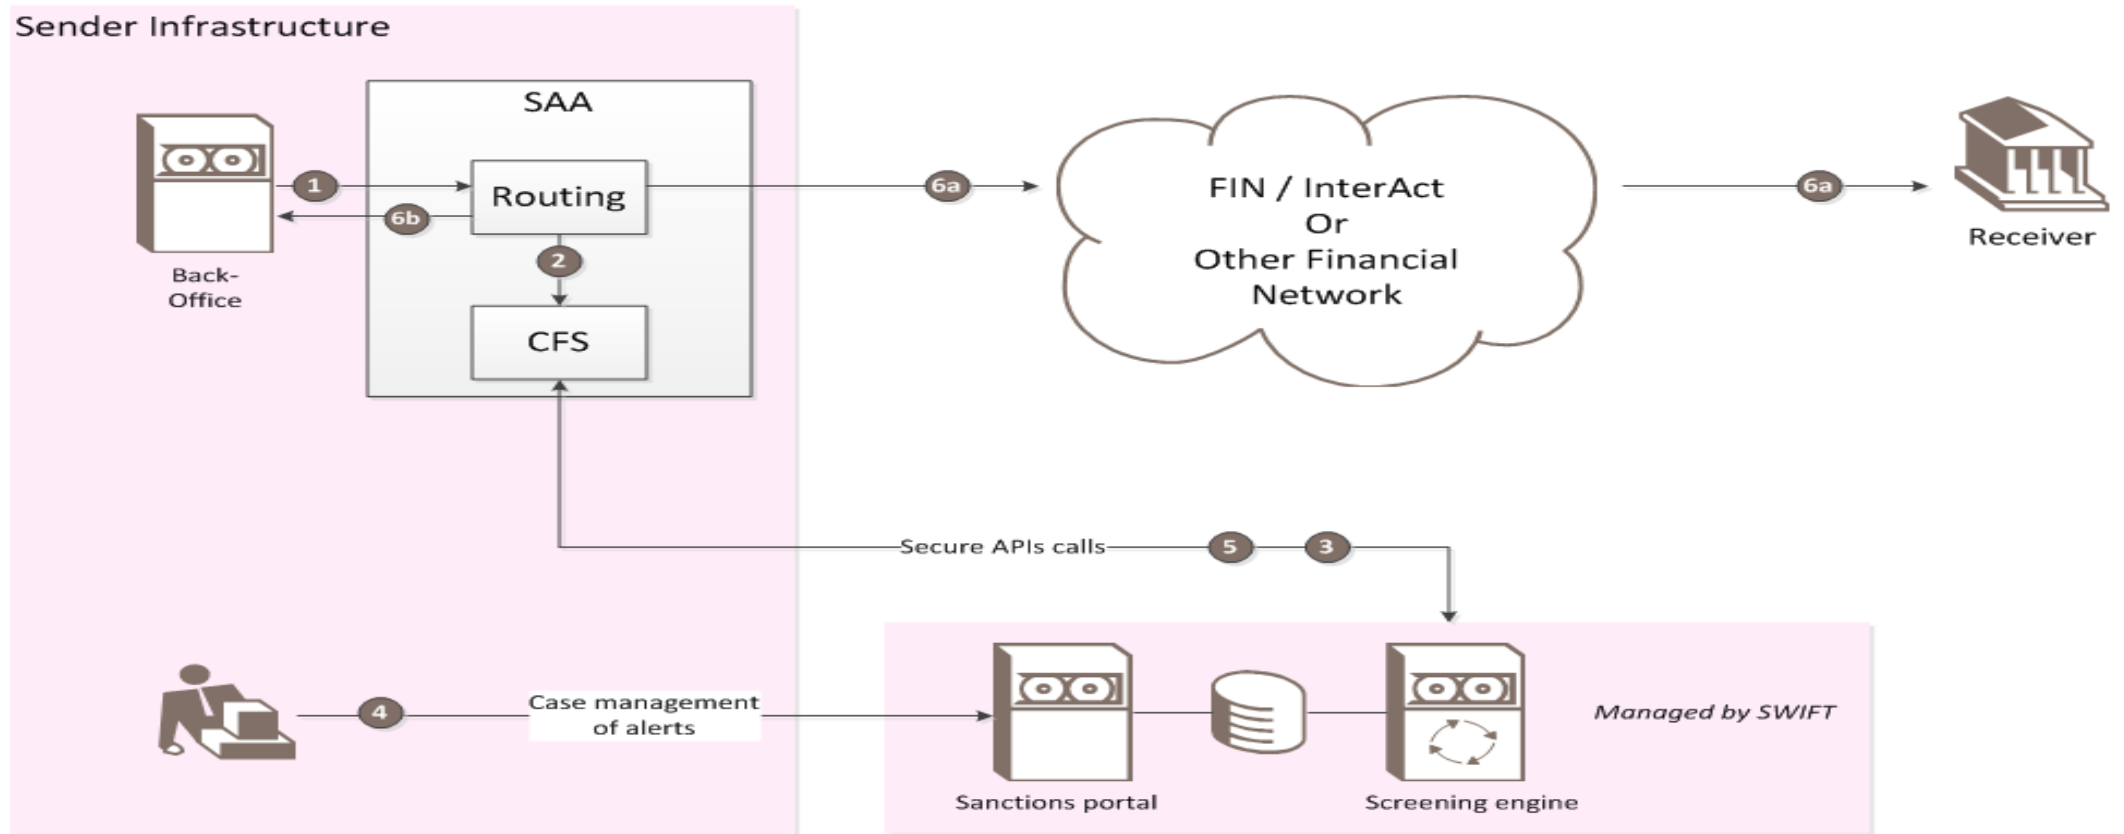 Sender Infrastructure
SAA
Routing
CFS
Back-
Office
1
6b
2
6a
FIN / InterAct
Or
Other Financial
Network
6a
Receiver
Secure APIs calls
5
3
4
Case management
of alerts
Managed by SWIFT
Sanctions portal
Screening engine